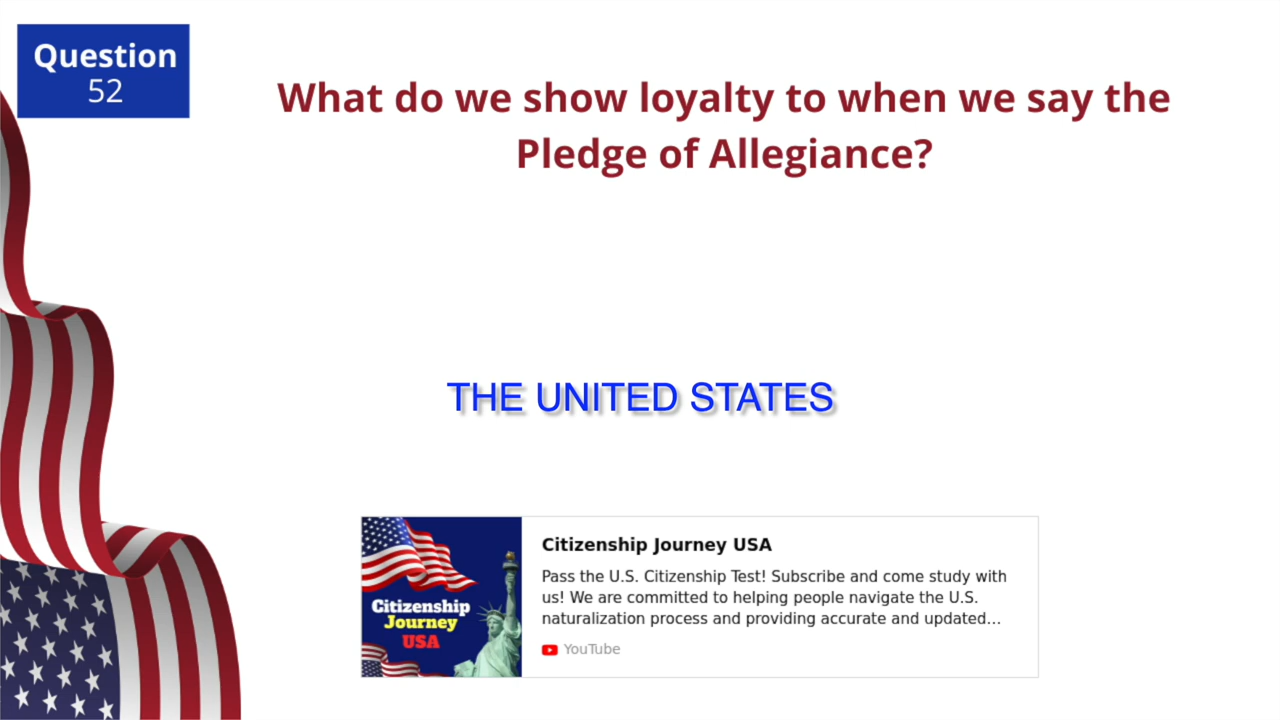 Question
52
What do we show loyalty to when we say the
Pledge of Allegiance?
THE UNITED STATES
Citizenship Journey USA
Pass the U.S. Citizenship Test! Subscribe and come study with
us! We are committed to helping people navigate the U.S.
naturalization process and providing accurate and updated...
YouTube
Citizenship
Journey
USA